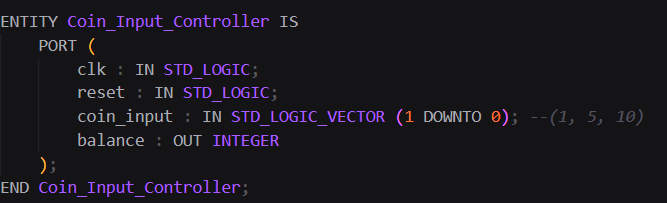 ENTITY Coin_Input_Controller IS
    PORT (
        clk : IN STD_LOGIC;
        reset : IN STD_LOGIC;
        coin_input : IN STD_LOGIC_VECTOR (1 DOWNTO 0); --(1, 5, 10)
        balance : OUT INTEGER
    );
END Coin_Input_Controller;